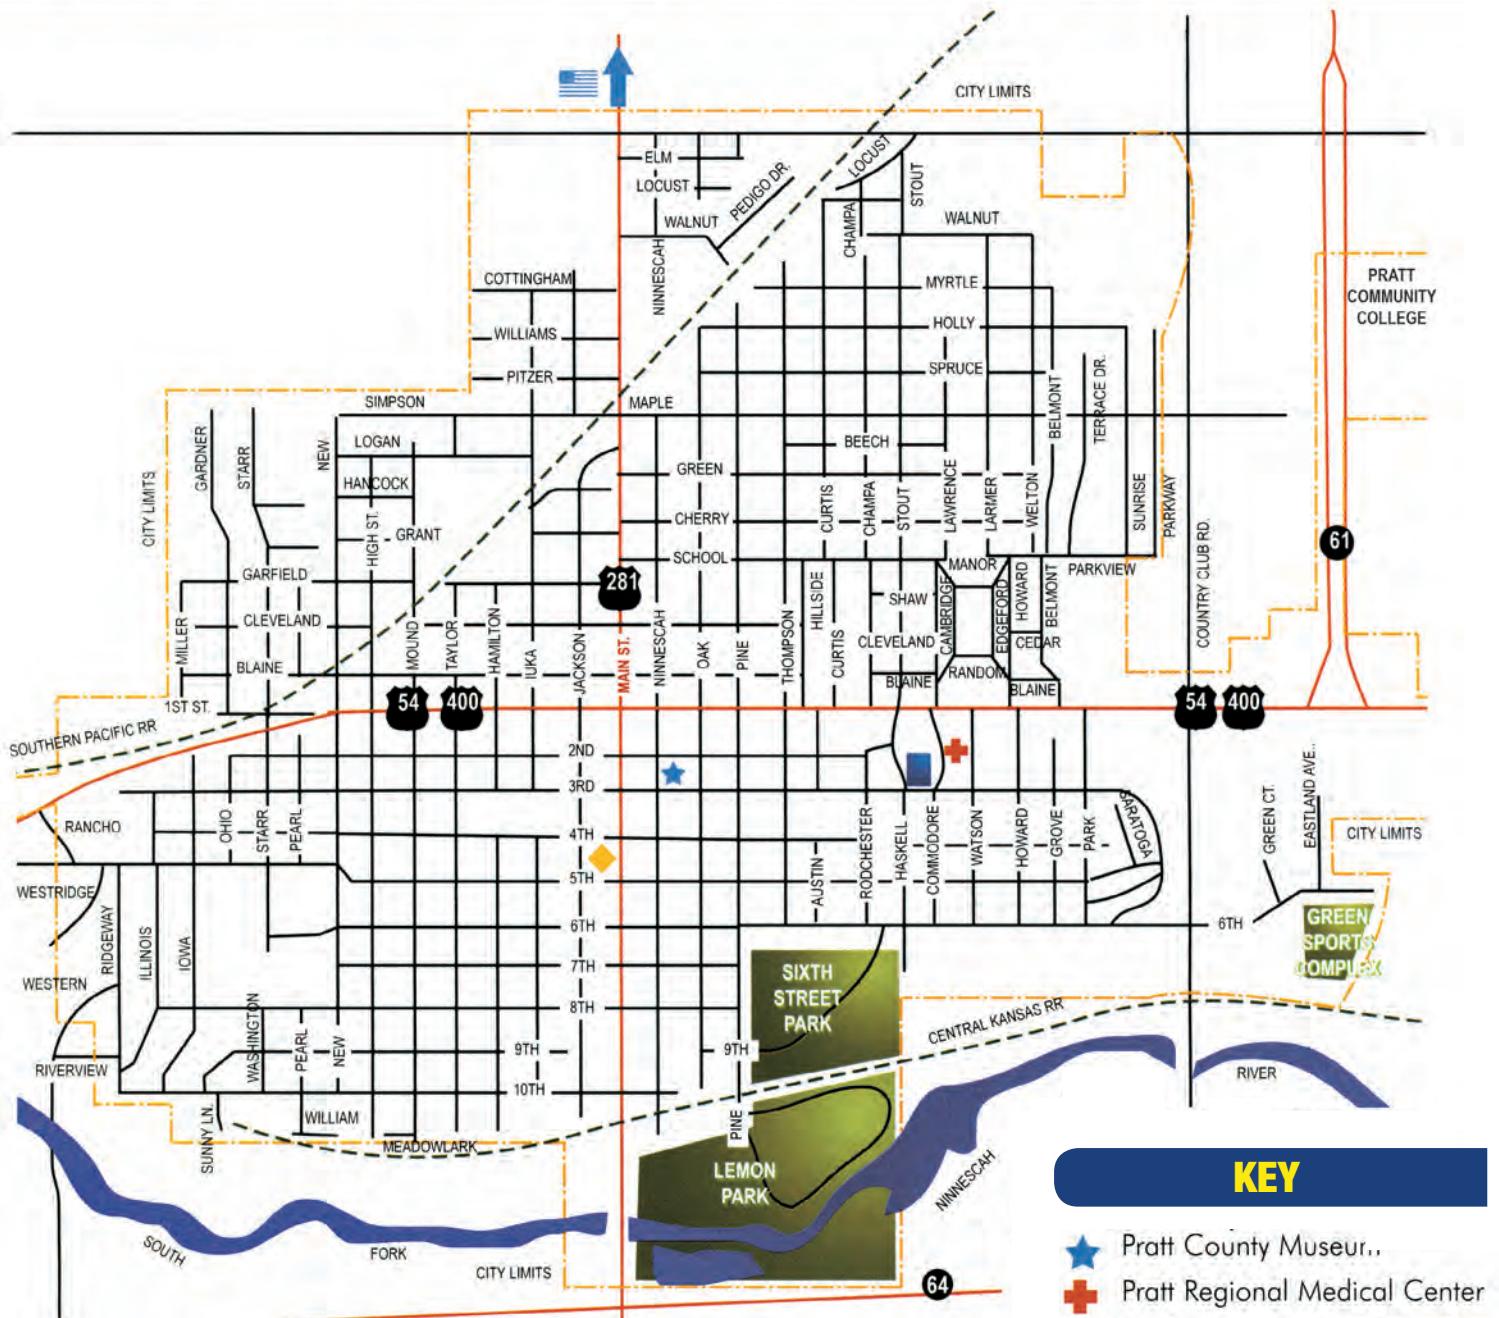 CITY LIMITS
ELM
LOCUST
LOCUST
PEDIGO DR.
STOUT
WALNUT
CHAMPA
WALNUT
NINNESCAH
COTTINGHAM
MYRTLE
PRATT
COMMUNITY
COLLEGE
WILLIAMS
HOLLY
PITZER
SPRUCE
SIMPSON
MAPLE
BELMONT
TERRACE DR.
LOGAN
BEECH
GARDNER
STARR
NEW
HANCOCK
GREEN
CITY LIMITS
HIGH ST.
GRANT
CHERRY
CURTIS
CHAMPA
STOUT
LAWRENCE
LARMER
WELTON
SUNRISE
PARKWAY
COUNTRY CLUB RD.
61
SCHOOL
MANOR
PARKVIEW
GARFIELD
281
HILLSIDE
SHAW
CAMBRIDGE
EDGEFORD
HOWARD
BELMONT
CLEVELAND
MILLER
MOUND
TAYLOR
HAMILTON
IUKA
JACKSON
MAIN ST.
NINNESCAH
OAK
PINE
THOMPSON
CURTIS
CLEVELAND
CEDAR
BLAINE
RANDOM
BLAINE
BLAINE
1ST ST.
54
400
54
400
SOUTHERN PACIFIC RR
2ND
3RD
RANCHO
OHIO
STARR
PEARL
4TH
RODCHESTER
HASKELL
COMMODORE
WATSON
HOWARD
GROVE
PARK
SARATOGA
GREEN CT.
EASTLAND AVE.
CITY LIMITS
AUSTIN
5TH
WESTRIDGE
6TH
6TH
GREEN
SPORTS
COMPLEX
RIDGEWAY
ILLINOIS
IOWA
7TH
SIXTH
STREET
PARK
WESTERN
8TH
WASHINGTON
PEARL
NEW
9TH
9TH
CENTRAL KANSAS RR
RIVERVIEW
10TH
RIVER
SUNNY LN.
WILLIAM
MEADOWLARK
PINE
LEMON
PARK
NINNESCAH
KEY
SOUTH
FORK
CITY LIMITS
64
Pratt County
Pratt Regional Medical Center